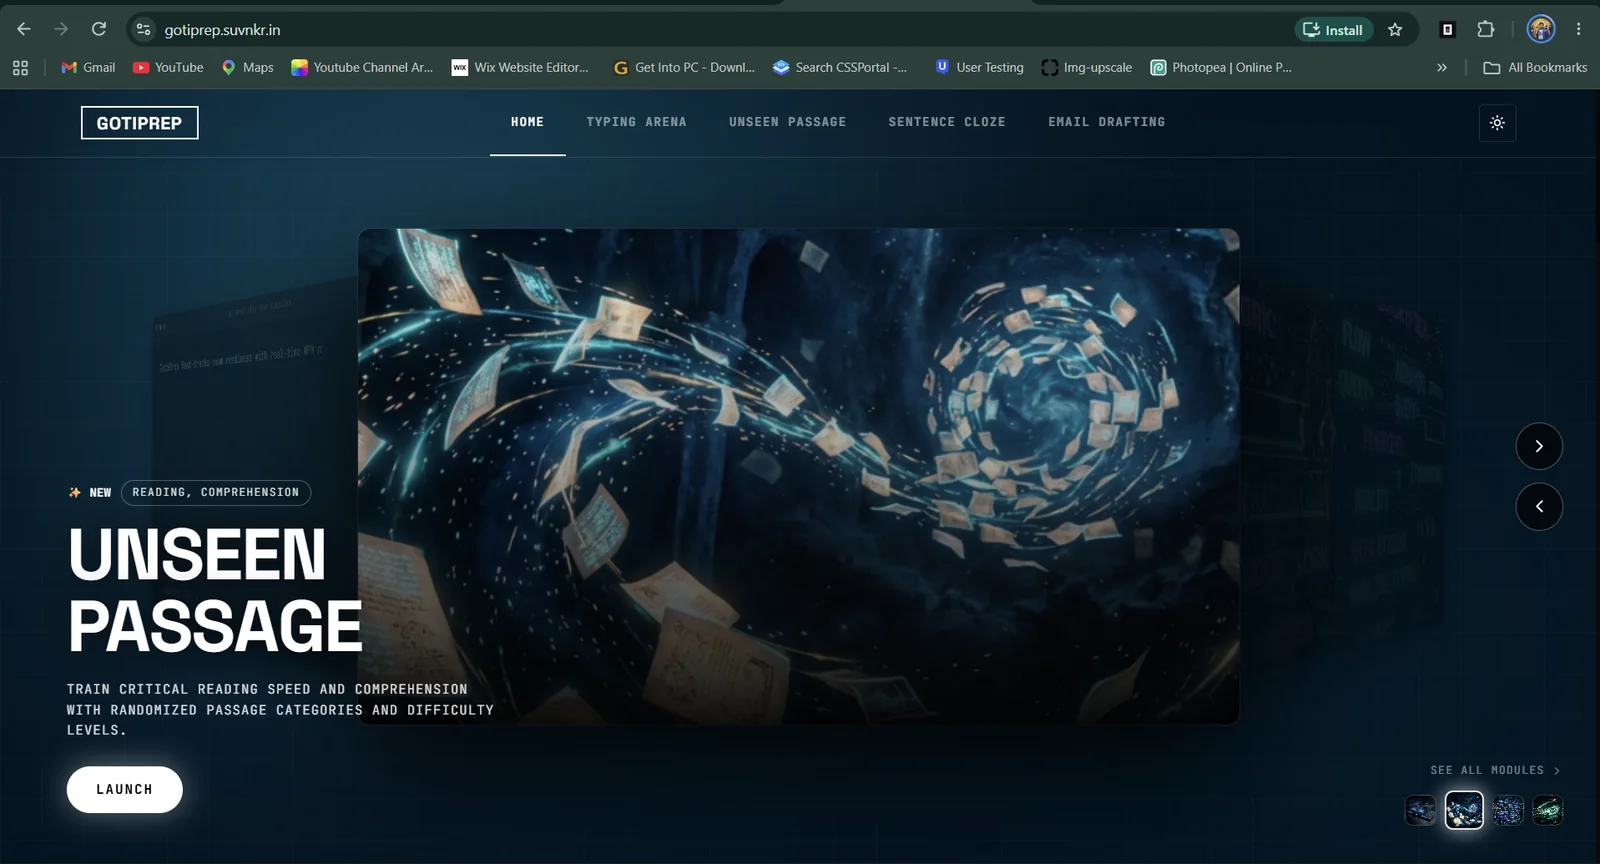 gotiprep.suvnkr.in
Install
Gmail
YouTube
Maps
Youtube Channel Ar...
Wix Website Editor...
Get Into PC - Downl...
Search CSSPortal -...
User Testing
Img-upscale
Photopea | Online P...
All Bookmarks
GOTIPREP
HOME
TYPING ARENA
UNSEEN PASSAGE
SENTENCE CLOZE
EMAIL DRAFTING
NEW
READING, COMPREHENSION
UNSEEN
PASSAGE
TRAIN CRITICAL READING SPEED AND COMPREHENSION
WITH RANDOMIZED PASSAGE CATEGORIES AND DIFFICULTY
LEVELS.
LAUNCH
SEE ALL MODULES